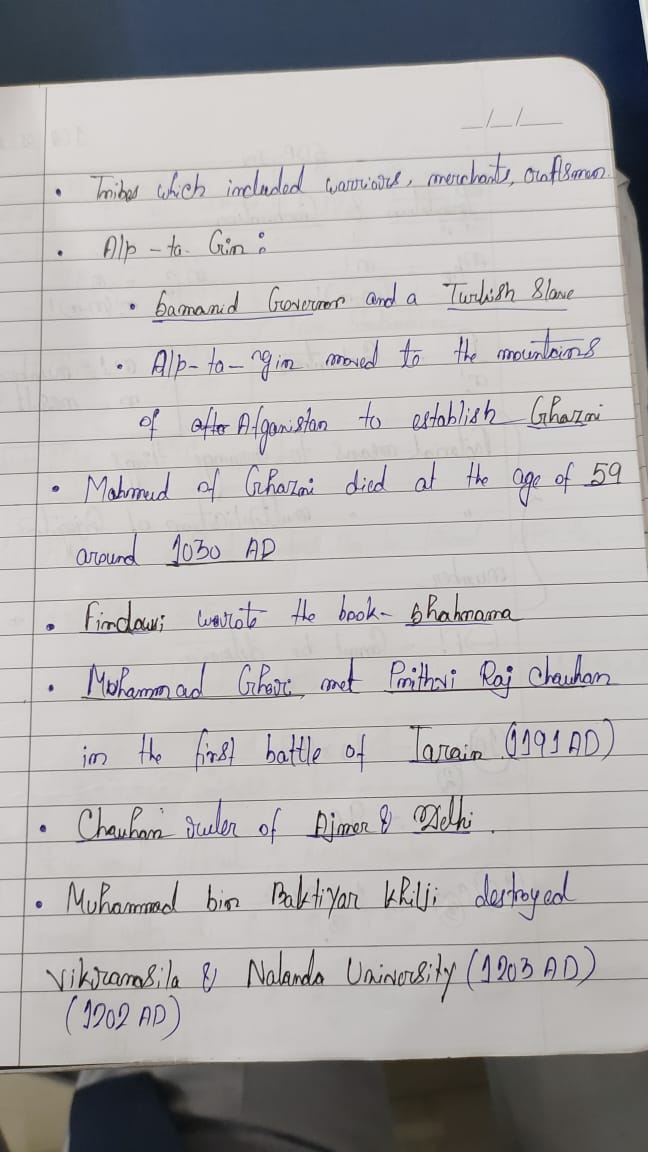 _/_/__
• Tribes which included warriors, merchants, craftsmen.
• Alp-ta-Gin :
• Samanid Governor and a Turkish Slave
• Alp-ta-gin moved to the mountains
of after Afganistan to establish Ghazni
• Mahmud of Ghazni died at the age of 59
around 1030 AD
• Firdawsi wrote the book- Shahnama
• Mohammad Ghori met Prithvi Raj Chauhan
in the first battle of Tarain (1191 AD)
• Chauhan ruler of Ajmer & Delhi.
• Muhammad bin Baktiyar Khilji destroyed
Vikramsila & Nalanda University (1203 AD)
(1202 AD)